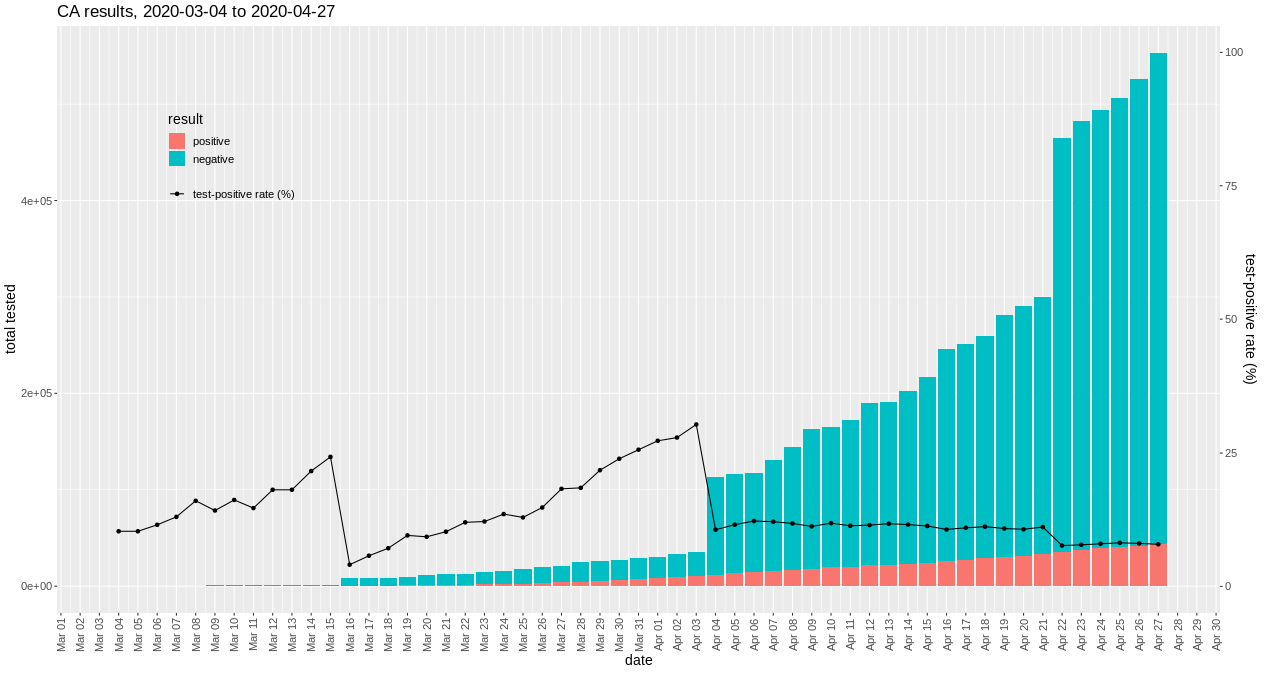 CA results, 2020-03-04 to 2020-04-27
result
positive
negative
test-positive rate (%)
total tested
4e+05
2e+05
0e+00
100
75
50
25
0
test-positive rate (%)
Mar 01
Mar 02
Mar 03
Mar 04
Mar 05
Mar 06
Mar 07
Mar 08
Mar 09
Mar 10
Mar 11
Mar 12
Mar 13
Mar 14
Mar 15
Mar 16
Mar 17
Mar 18
Mar 19
Mar 20
Mar 21
Mar 22
Mar 23
Mar 24
Mar 25
Mar 26
Mar 27
Mar 28
Mar 29
Mar 30
Mar 31
Apr 01
Apr 02
Apr 03
Apr 04
Apr 05
Apr 06
Apr 07
Apr 08
Apr 09
Apr 10
Apr 11
Apr 12
Apr 13
Apr 14
Apr 15
Apr 16
Apr 17
Apr 18
Apr 19
Apr 20
Apr 21
Apr 22
Apr 23
Apr 24
Apr 25
Apr 26
Apr 27
Apr 28
Apr 29
Apr 30
date